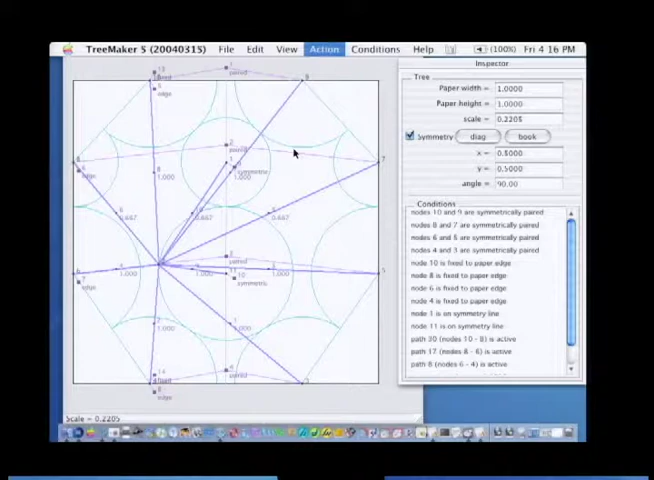 TreeMaker 5 (20040315) File Edit View Action Conditions Help (100%) Fri 4 16 PM
Inspector
Tree
Paper width = 1.0000
Paper height = 1.0000
scale = 0.2205
Symmetry diag book
x = 0.5000
y = 0.5000
angle = 90.00
Conditions
nodes 10 and 9 are symmetrically paired
nodes 8 and 7 are symmetrically paired
nodes 6 and 5 are symmetrically paired
nodes 4 and 3 are symmetrically paired
node 10 is fixed to paper edge
node 8 is fixed to paper edge
node 6 is fixed to paper edge
node 4 is fixed to paper edge
node 1 is on symmetry line
node 11 is on symmetry line
path 30 (nodes 10 - 8) is active
path 17 (nodes 8 - 6) is active
path 8 (nodes 6 - 4) is active
paired
edge
paired
1.000
1.000
symmetric
edge
0.667
0.667
paired
1.000
1.000
symmetric
edge
1.000
1.000
paired
fixed
edge
Scale = 0.2205